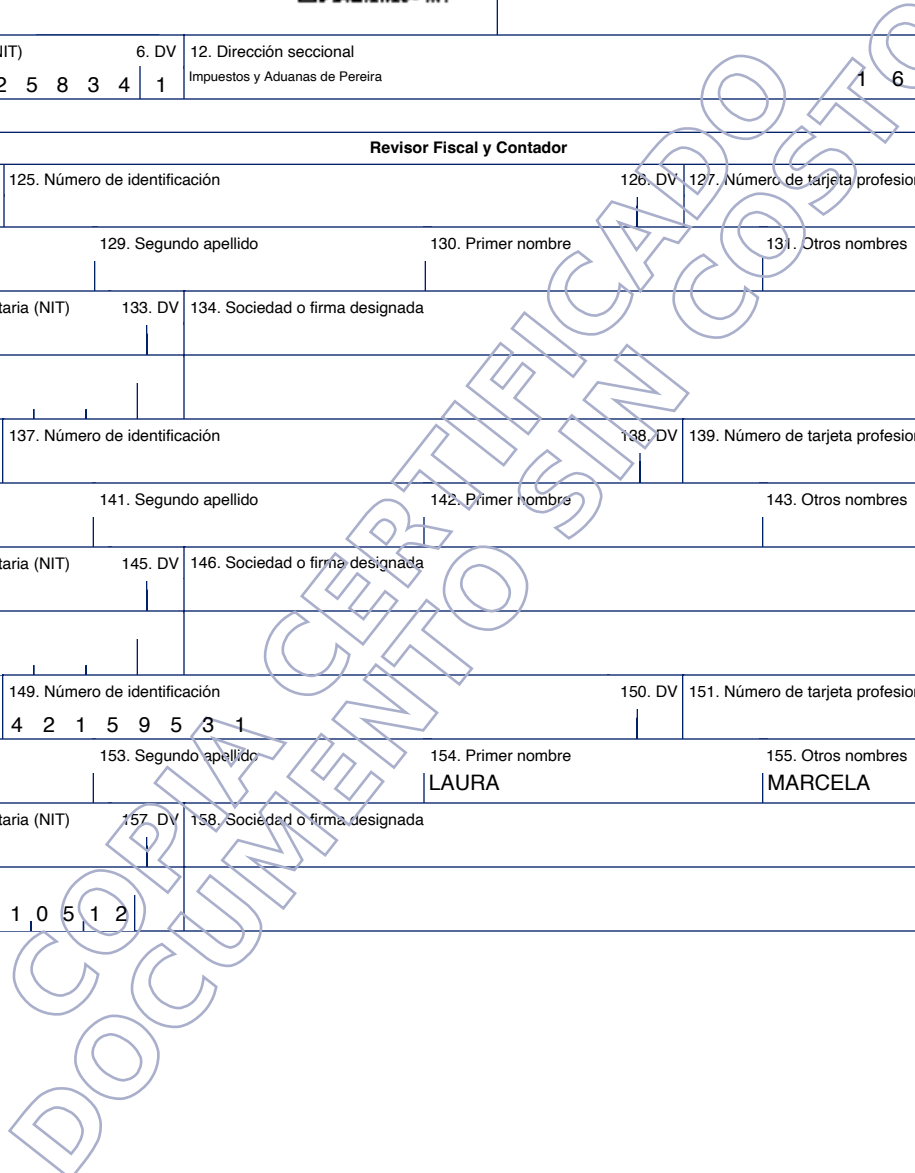 NIT) 6. DV 12. Dirección seccional
2 5 8 3 4 1 Impuestos y Aduanas de Pereira 1 6
Revisor Fiscal y Contador
125. Número de identificación 126. DV 127. Número de tarjeta profesion
129. Segundo apellido 130. Primer nombre 131. Otros nombres
taria (NIT) 133. DV 134. Sociedad o firma designada
137. Número de identificación 138. DV 139. Número de tarjeta profesion
141. Segundo apellido 142. Primer nombre 143. Otros nombres
taria (NIT) 145. DV 146. Sociedad o firma designada
149. Número de identificación 150. DV 151. Número de tarjeta profesion
4 2 1 5 9 5 3 1
153. Segundo apellido 154. Primer nombre 155. Otros nombres
LAURA MARCELA
taria (NIT) 157. DV 158. Sociedad o firma designada
1 0 5 1 2
COPIA CERTIFICADO
DOCUMENTO SIN COSTO